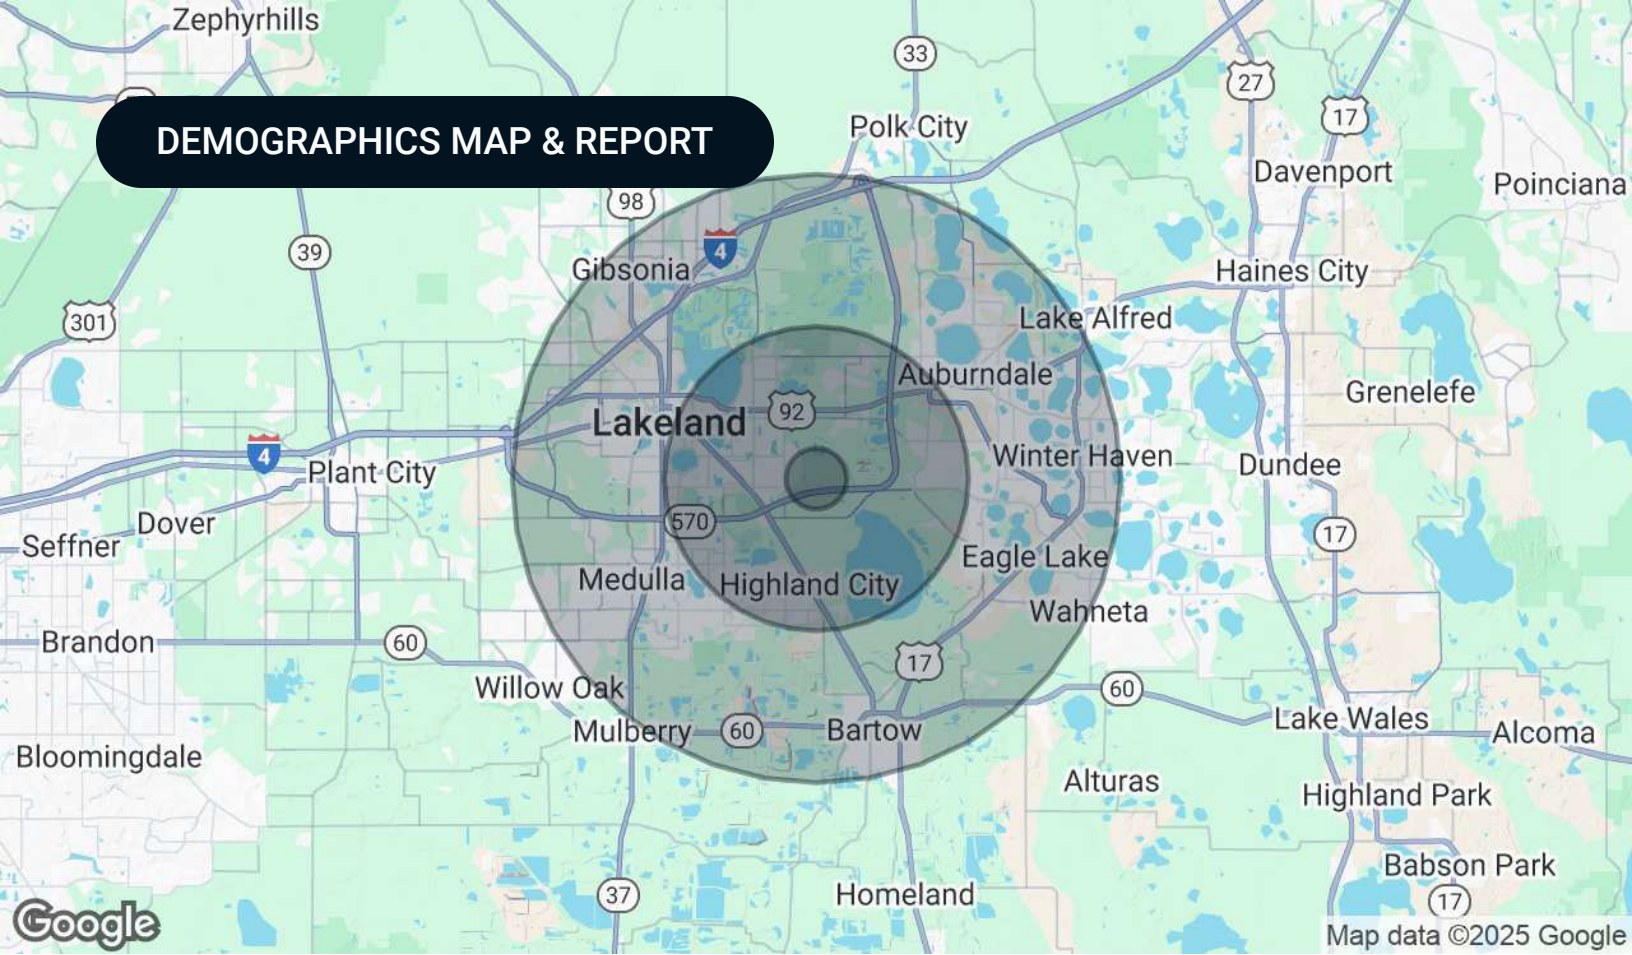 Zephyrhills
33
27
17
DEMOGRAPHICS MAP & REPORT
Polk City
Davenport
Poinciana
98
39
4
Gibsonia
Haines City
301
Lake Alfred
Auburndale
Grenelefe
92
Lakeland
4
Plant City
Winter Haven
Dundee
Dover
570
17
Seffner
Eagle Lake
Medulla
Highland City
Wahneta
Brandon
60
17
Willow Oak
60
Mulberry
60
Bartow
Lake Wales
Alcoma
Bloomingdale
Alturas
Highland Park
Babson Park
37
Homeland
17
Google
Map data ©2025 Google